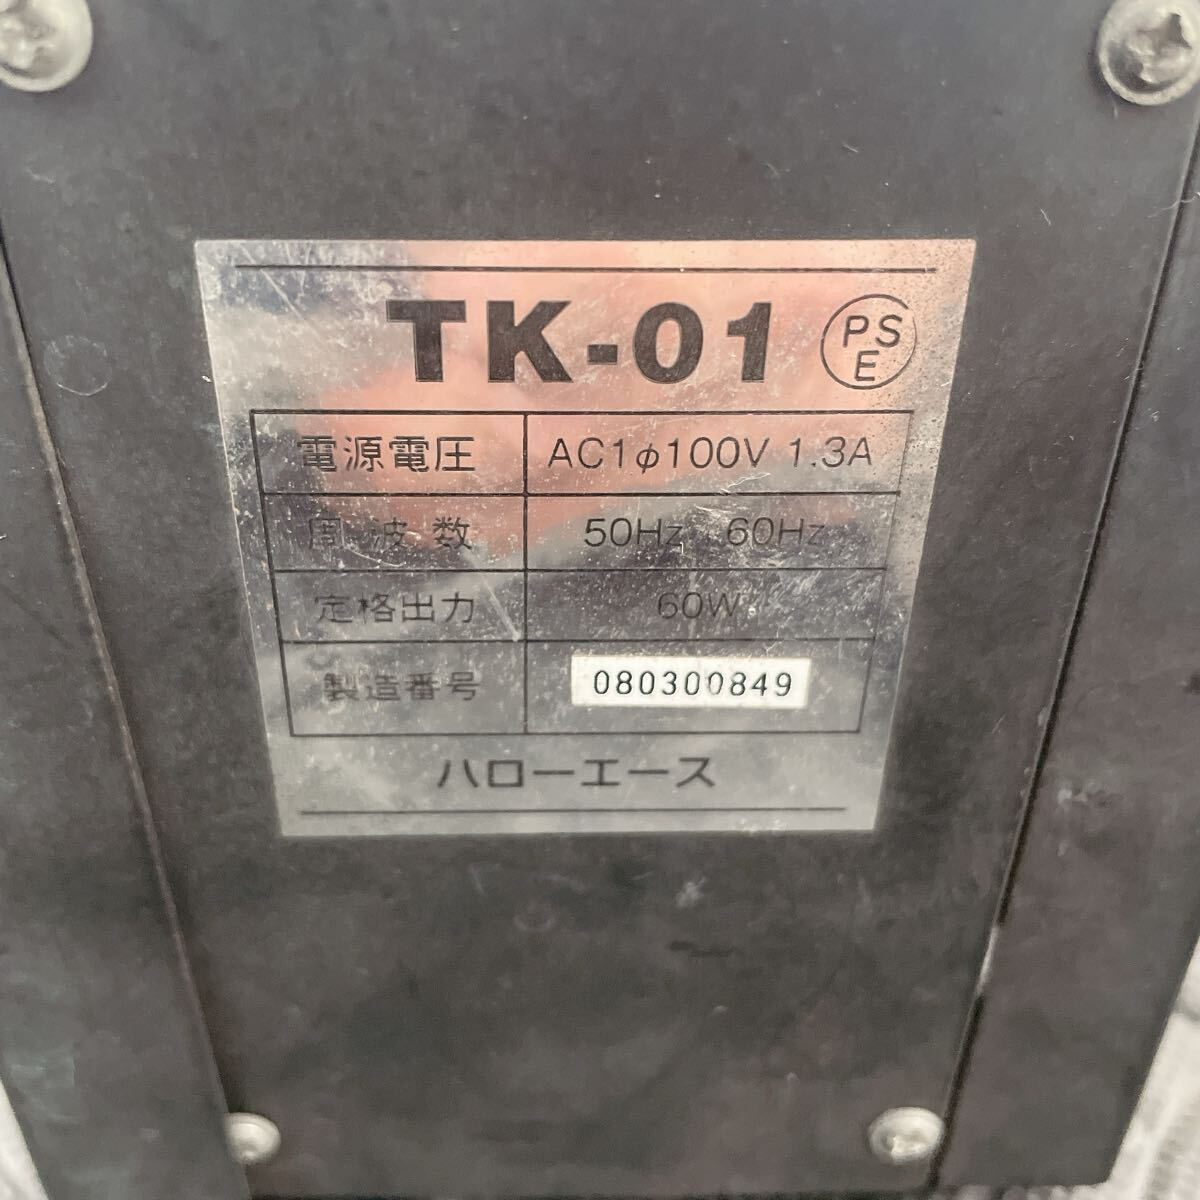 TK-01 PSE
電源電圧 AC1φ100V 1.3A
周波数 50Hz 60Hz
定格出力 60W
製造番号 080300849
ハローエース